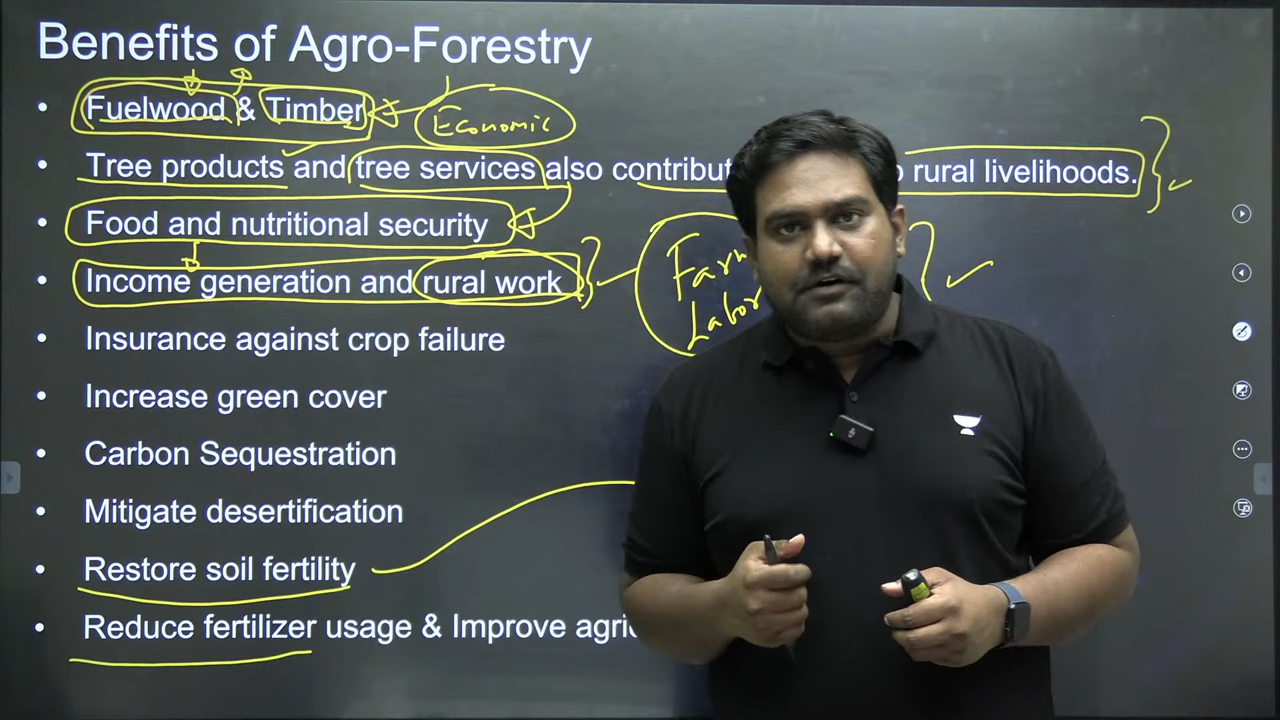 Benefits of Agro-Forestry
• Fuelwood & Timber
Economic
• Tree products and tree services also rural livelihoods.
• Food and nutritional security
• Income generation and rural work
• Insurance against crop failure
• Increase green cover
• Carbon Sequestration
• Mitigate desertification
• Restore soil fertility
• Reduce fertilizer usage & Improve